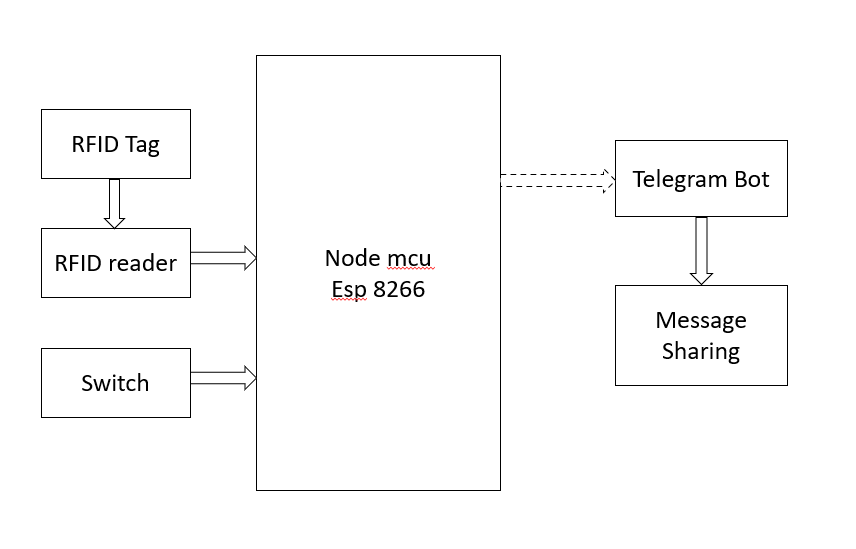 RFID Tag
RFID reader
Switch
Node mcu
Esp 8266
Telegram Bot
Message
Sharing